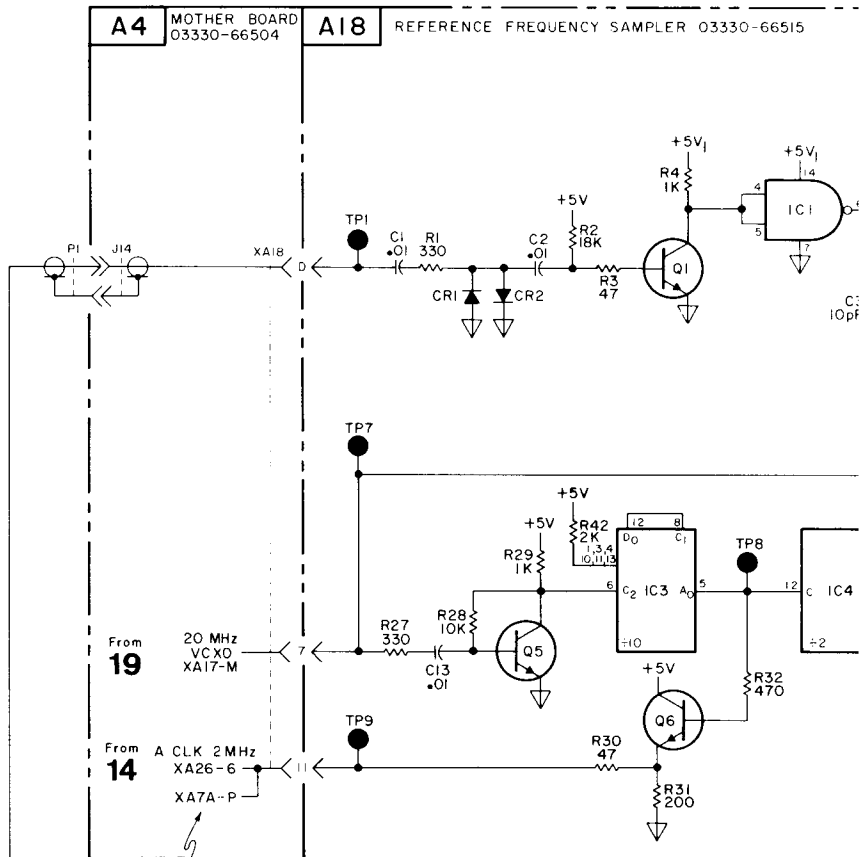 A4 MOTHER BOARD
03330-66504
A18 REFERENCE FREQUENCY SAMPLER 03330-66515
+5V1
R4
1K
+5V1
14
4
IC1
5
7
6
+5V
TP1
R2
18K
P1 J14
XA18
D
C1
.01
R1
330
C2
.01
R3
47
Q1
CR1
CR2
C3
10pF
TP7
+5V
+5V
R42
2K
1,3,4
10,11,13
12 8
D0 C1
R29
1K
TP8
6
C2 IC3 A0
5
12
C IC4
R28
10K
÷10
÷2
From
19
20 MHz
VCXO
XA17-M
7
R27
330
C13
.01
Q5
+5V
R32
470
Q6
TP9
From
14
A CLK 2MHz
XA26-6
XA7A-P
11
R30
47
R31
200